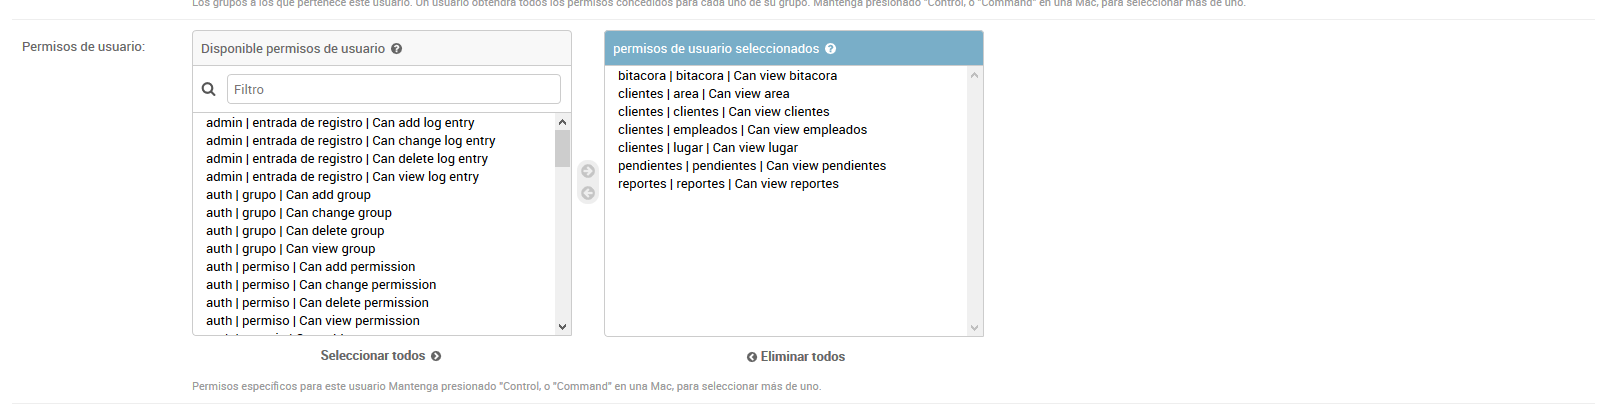 Los grupos a los que pertenece este usuario. Un usuario obtendrá todos los permisos concedidos para cada uno de su grupo. Mantenga presionado "Control, o "Command" en una Mac, para seleccionar más de uno.
Permisos de usuario:
Disponible permisos de usuario
Filtro
admin | entrada de registro | Can add log entry
admin | entrada de registro | Can change log entry
admin | entrada de registro | Can delete log entry
admin | entrada de registro | Can view log entry
auth | grupo | Can add group
auth | grupo | Can change group
auth | grupo | Can delete group
auth | grupo | Can view group
auth | permiso | Can add permission
auth | permiso | Can change permission
auth | permiso | Can delete permission
auth | permiso | Can view permission
Seleccionar todos
permisos de usuario seleccionados
bitacora | bitacora | Can view bitacora
clientes | area | Can view area
clientes | clientes | Can view clientes
clientes | empleados | Can view empleados
clientes | lugar | Can view lugar
pendientes | pendientes | Can view pendientes
reportes | reportes | Can view reportes
Eliminar todos
Permisos específicos para este usuario Mantenga presionado "Control, o "Command" en una Mac, para seleccionar más de uno.